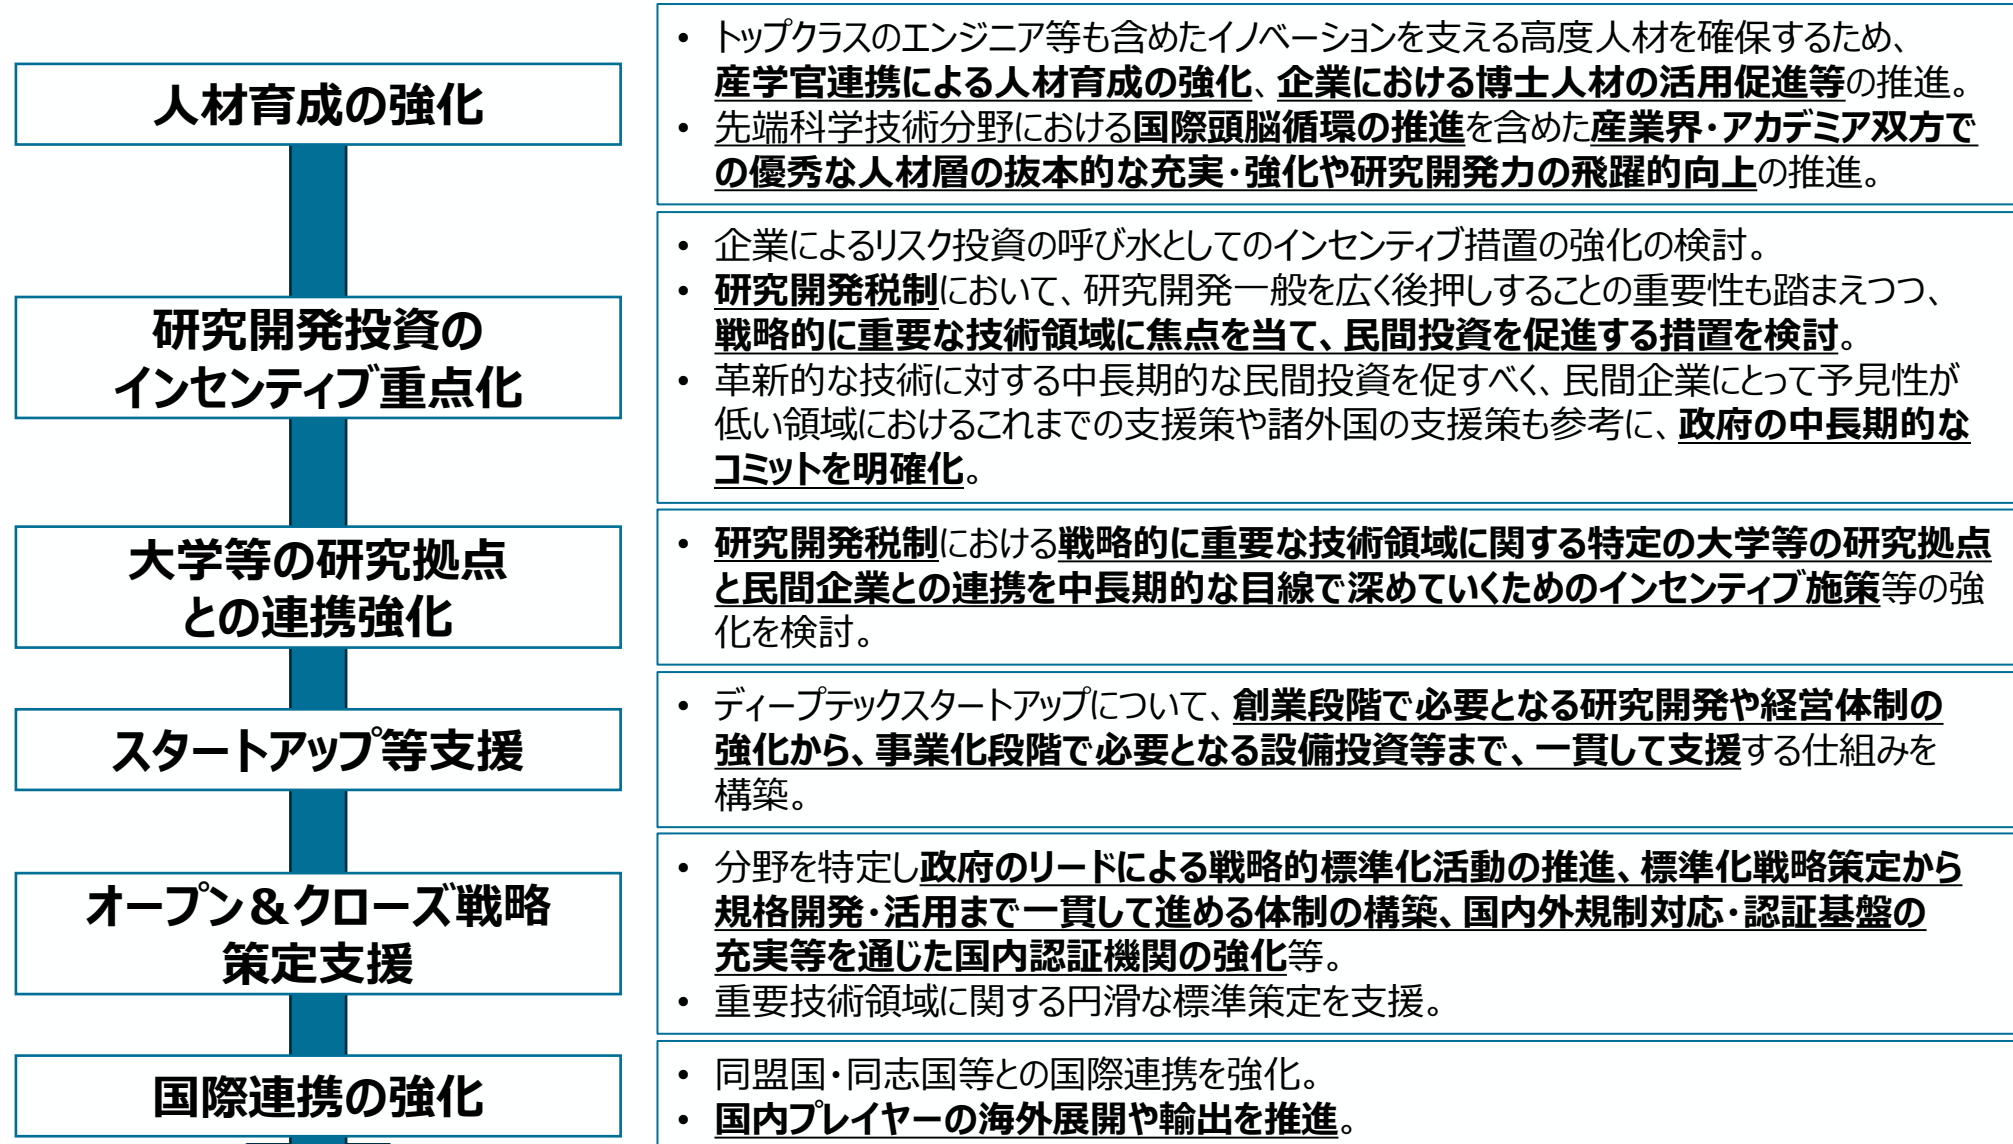 人材育成の強化
• トップクラスのエンジニア等も含めたイノベーションを支える高度人材を確保するため、
産学官連携による人材育成の強化、企業における博士人材の活用促進等の推進。
• 先端科学技術分野における国際頭脳循環の推進を含めた産業界・アカデミア双方で
の優秀な人材層の抜本的な充実・強化や研究開発力の飛躍的向上の推進。
研究開発投資の
インセンティブ重点化
• 企業によるリスク投資の呼び水としてのインセンティブ措置の強化の検討。
• 研究開発税制において、研究開発一般を広く後押しすることの重要性も踏まえつつ、
戦略的に重要な技術領域に焦点を当て、民間投資を促進する措置を検討。
• 革新的な技術に対する中長期的な民間投資を促すべく、民間企業にとって予見性が
低い領域におけるこれまでの支援策や諸外国の支援策も参考に、政府の中長期的な
コミットを明確化。
大学等の研究拠点
との連携強化
• 研究開発税制における戦略的に重要な技術領域に関する特定の大学等の研究拠点
と民間企業との連携を中長期的な目線で深めていくためのインセンティブ施策等の強
化を検討。
スタートアップ等支援
• ディープテックスタートアップについて、創業段階で必要となる研究開発や経営体制の
強化から、事業化段階で必要となる設備投資等まで、一貫して支援する仕組みを
構築。
オープン&クローズ戦略
策定支援
• 分野を特定し政府のリードによる戦略的標準化活動の推進、標準化戦略策定から
規格開発・活用まで一貫して進める体制の構築、国内外規制対応・認証基盤の
充実等を通じた国内認証機関の強化等。
• 重要技術領域に関する円滑な標準策定を支援。
国際連携の強化
• 同盟国・同志国等との国際連携を強化。
• 国内プレイヤーの海外展開や輸出を推進。